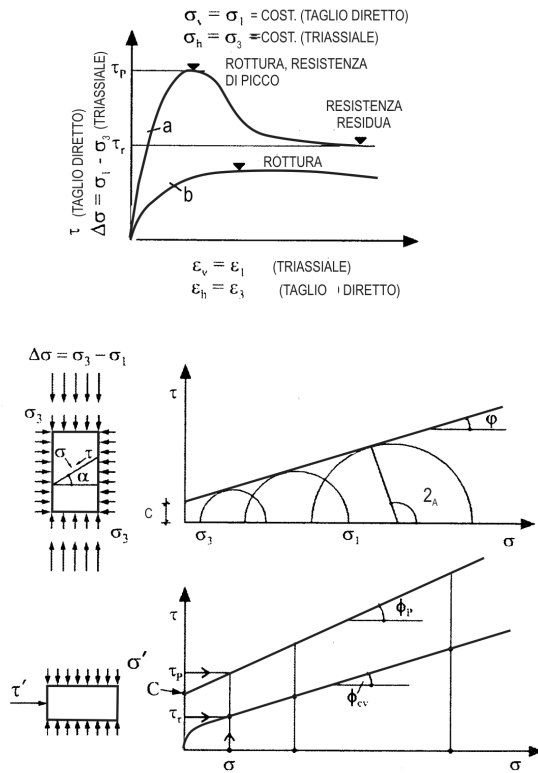 σv = σ1 = COST. (TAGLIO DIRETTO)
σh = σ3 = COST. (TRIASSIALE)
τ (TAGLIO DIRETTO)
Δσ = σ1 - σ3 (TRIASSIALE)
τP
τr
ROTTURA, RESISTENZA
DI PICCO
RESISTENZA
RESIDUA
a
ROTTURA
b
εv = ε1 (TRIASSIALE)
εh = ε3 (TAGLIO DIRETTO)
Δσ = σ3 − σ1
σ3
σ
τ
α
σ3
τ
φ
C
2A
σ3
σ1
σ
τ
ϕP
τP
C
τr
ϕcv
σ
σ
σ'
τ'